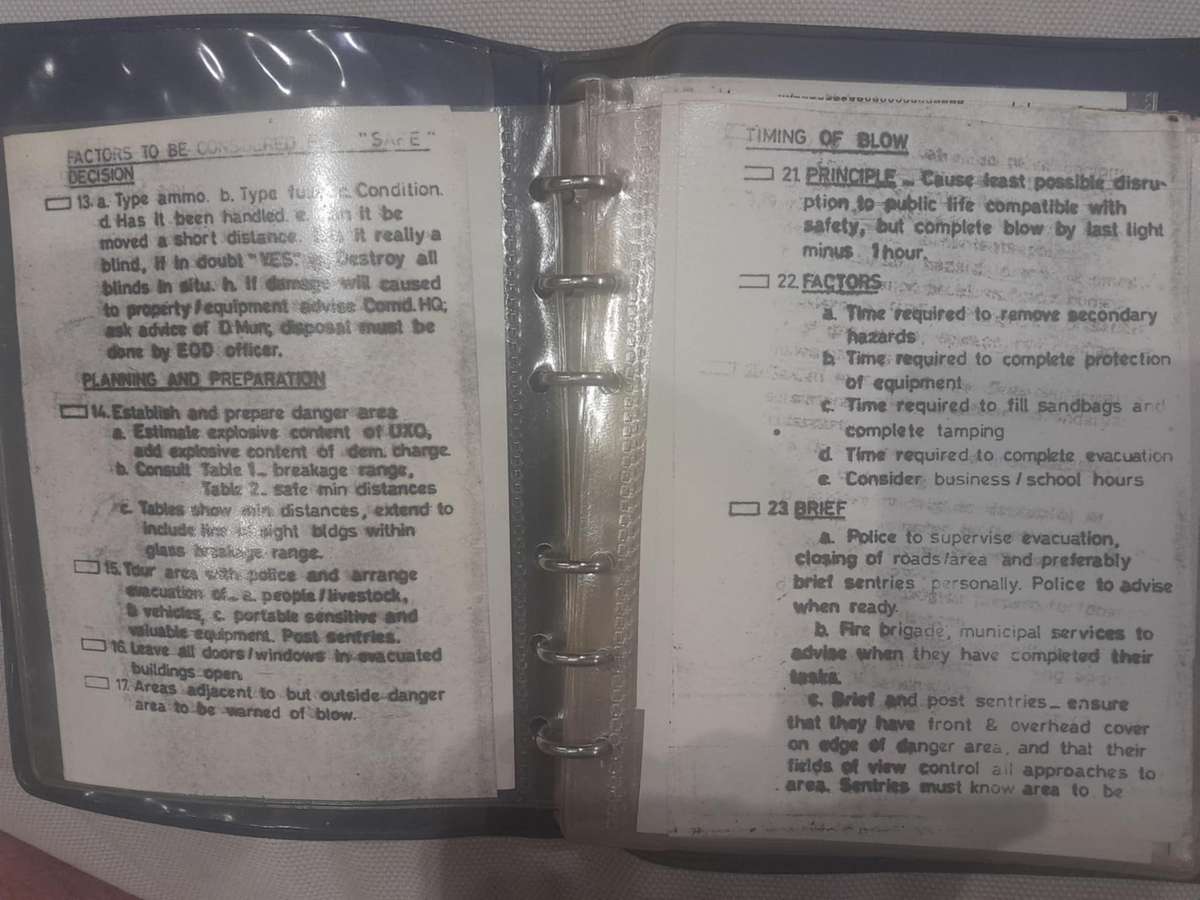 FACTORS TO BE CONSIDERED "SAFE"
DECISION
13. a. Type ammo. b. Type Condition.
d. Has it been handled. e. it be
moved a short distance. it really a
blind, if in doubt "YES." Destroy all
blinds in situ. h. if damage will caused
to property/equipment advise Comd. HQ;
ask advice of D Mun; disposal must be
done by EOD officer.
PLANNING AND PREPARATION
14. Establish and prepare danger area
a. Estimate explosive content of UXO,
add explosive content of dem. charge.
b. Consult Table 1_ breakage range,
Table 2_ safe min distances
c. Tables show min distances, extend to
include line of sight bldgs within
glass breakage range.
15. Tour area with police and arrange
evacuation of_ a. people/livestock,
b vehicles, c. portable sensitive and
valuable equipment. Post sentries.
16. Leave all doors/windows in evacuated
buildings open.
17. Areas adjacent to but outside danger
area to be warned of blow.
TIMING OF BLOW
21. PRINCIPLE _ Cause least possible disru-
ption to public life compatible with
safety, but complete blow by last light
minus 1 hour.
22. FACTORS
a. Time required to remove secondary
hazards
b. Time required to complete protection
of equipment
c. Time required to fill sandbags and
complete tamping
d. Time required to complete evacuation
e. Consider business / school hours
23. BRIEF
a. Police to supervise evacuation,
closing of roads/area and preferably
brief sentries personally. Police to advise
when ready.
b. Fire brigade, municipal services to
advise when they have completed their
tasks.
c. Brief and post sentries _ ensure
that they have front & overhead cover
on edge of danger area, and that their
fields of view control all approaches to
area. Sentries must know area to be